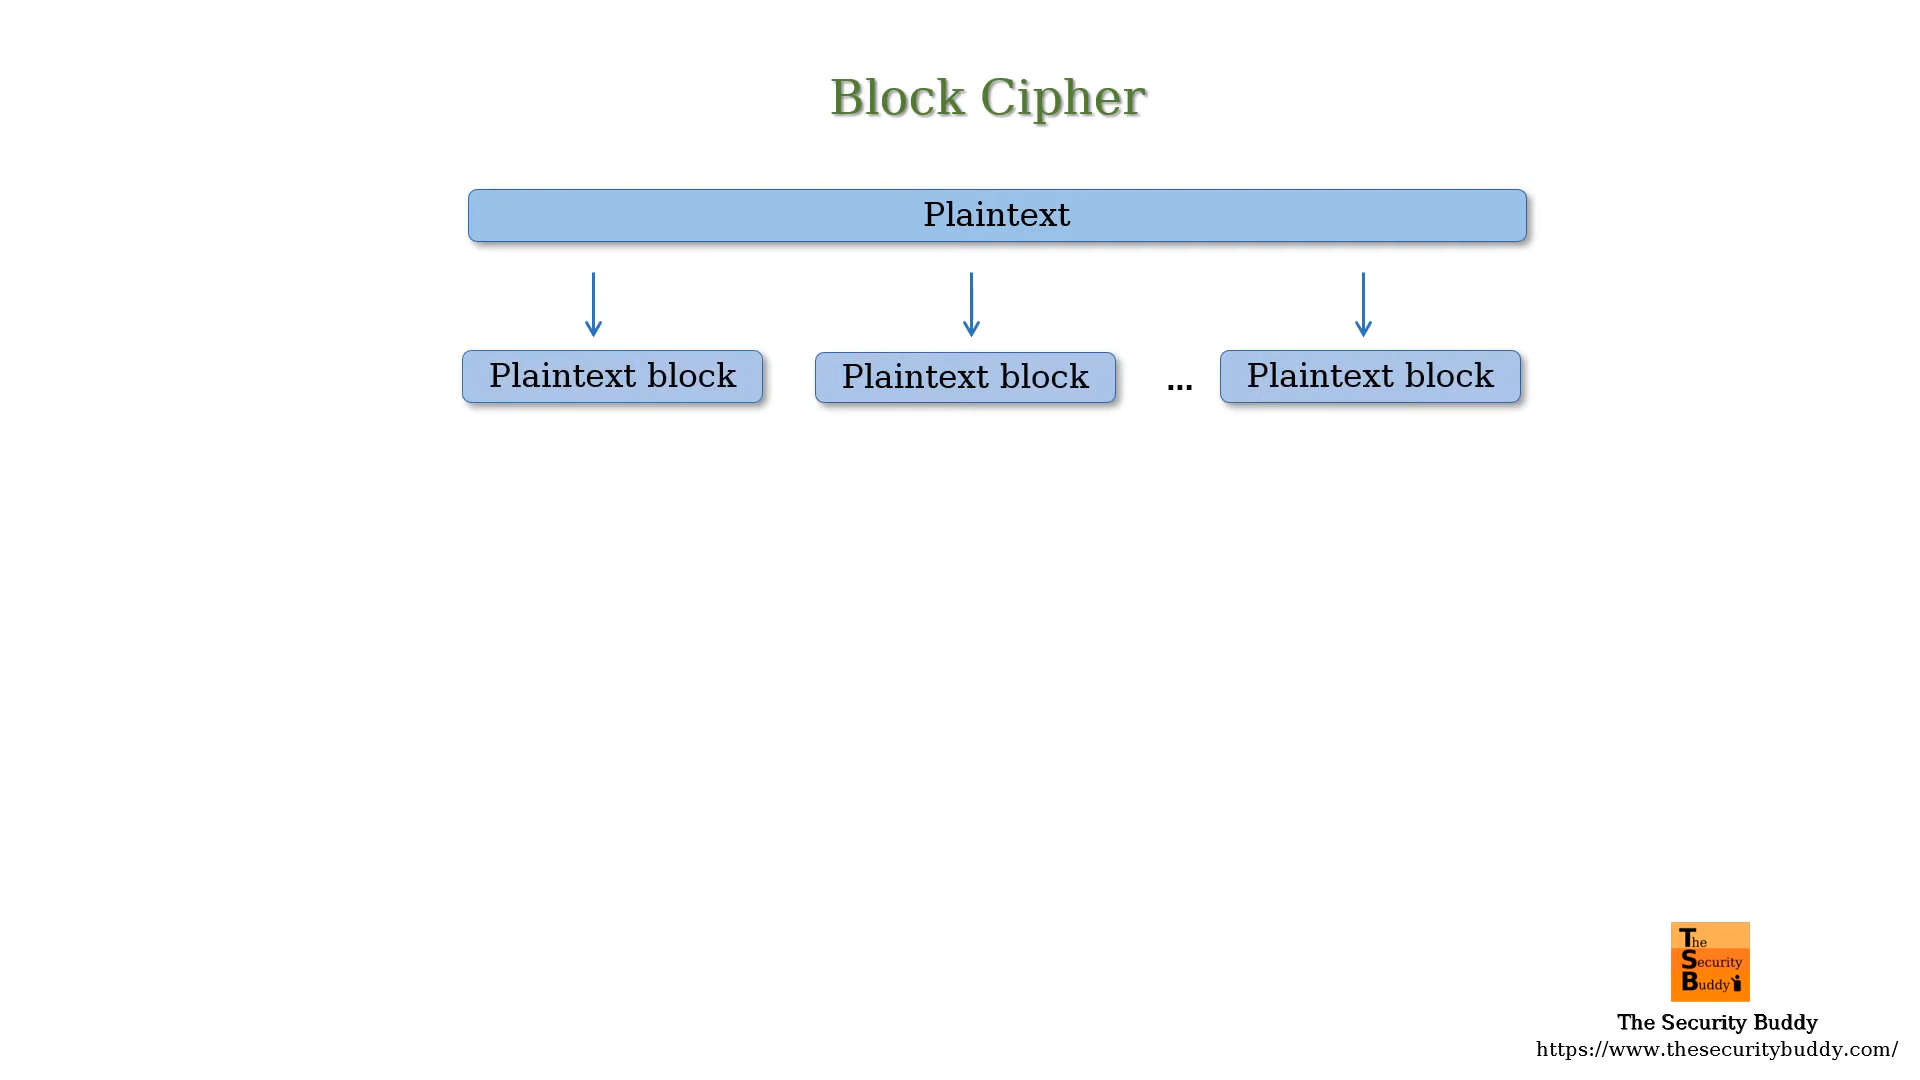 Block Cipher
Plaintext
Plaintext block
Plaintext block
...
Plaintext block
The
Security
Buddy
The Security Buddy
https://www.thesecuritybuddy.com/